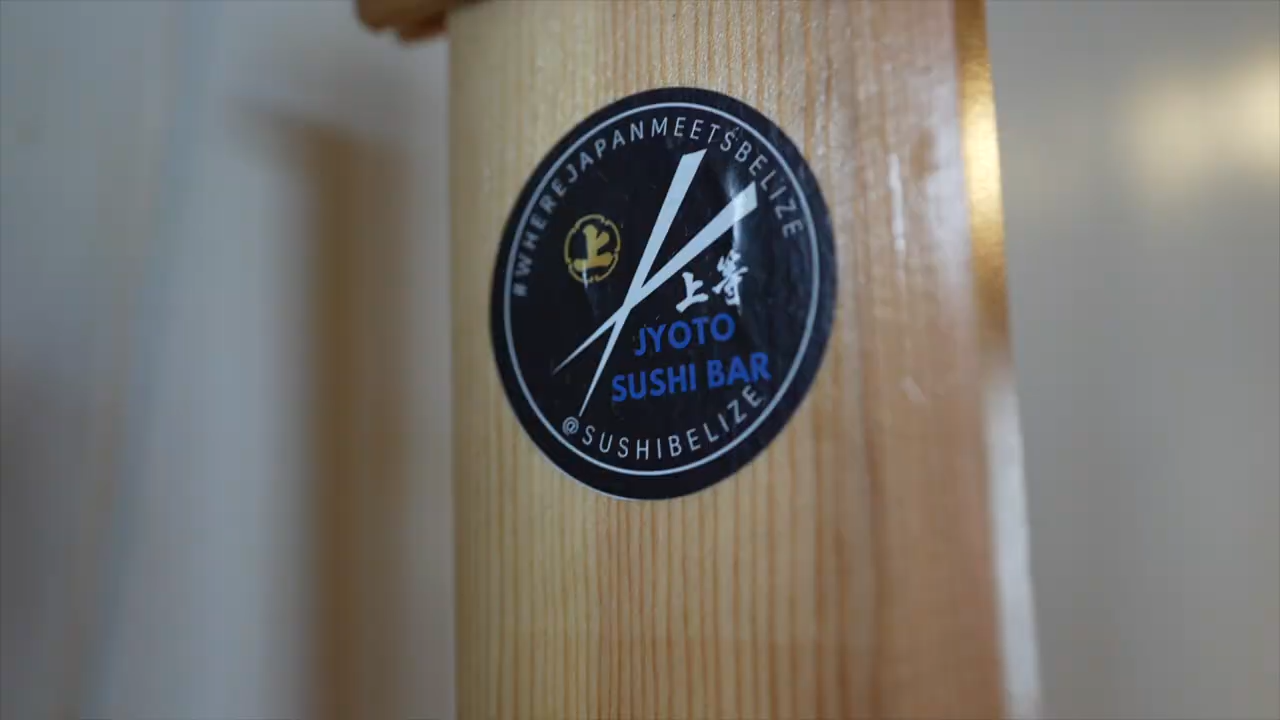 #WHEREJAPANMEETSBELIZE
上
上等
JYOTO
SUSHI BAR
@SUSHIBELIZE